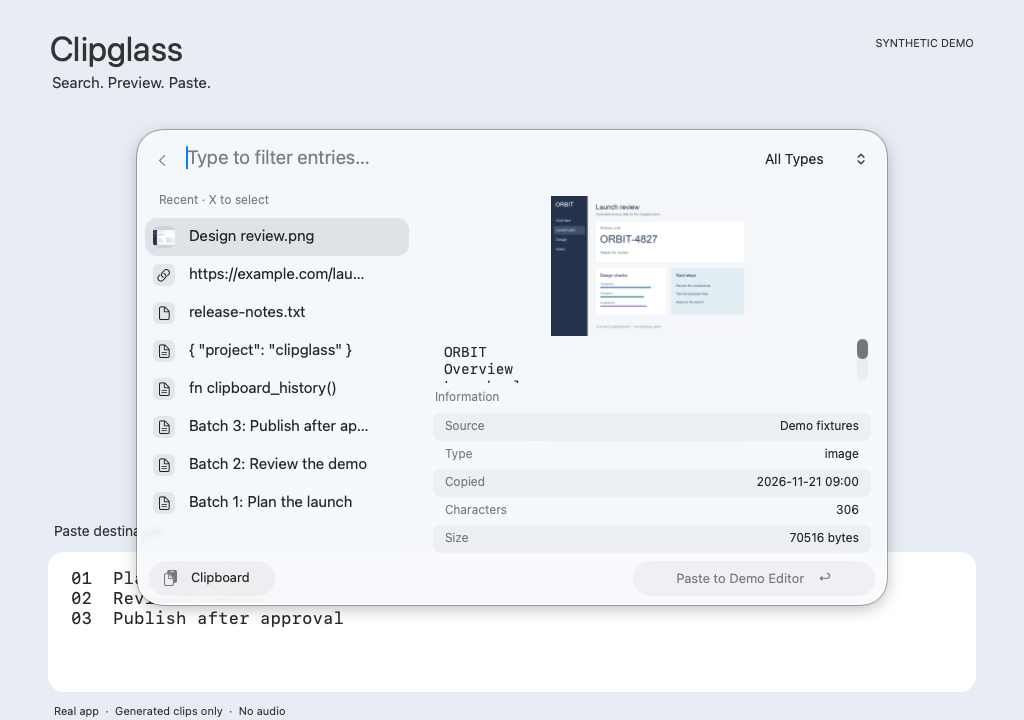 Clipglass
SYNTHETIC DEMO
Search. Preview. Paste.
Type to filter entries...
All Types
Recent · X to select
Design review.png
https://example.com/lau...
release-notes.txt
{ "project": "clipglass" }
fn clipboard_history()
Batch 3: Publish after ap...
Batch 2: Review the demo
Batch 1: Plan the launch
ORBIT
Launch review
Overview
Design
ORBIT-4827
Design checks
Next steps
ORBIT
Overview
Information
Source Demo fixtures
Type image
Copied 2026-11-21 09:00
Characters 306
Size 70516 bytes
Clipboard
Paste to Demo Editor
Paste destina
01 Pla
02 Rev
03 Publish after approval
Real app · Generated clips only · No audio